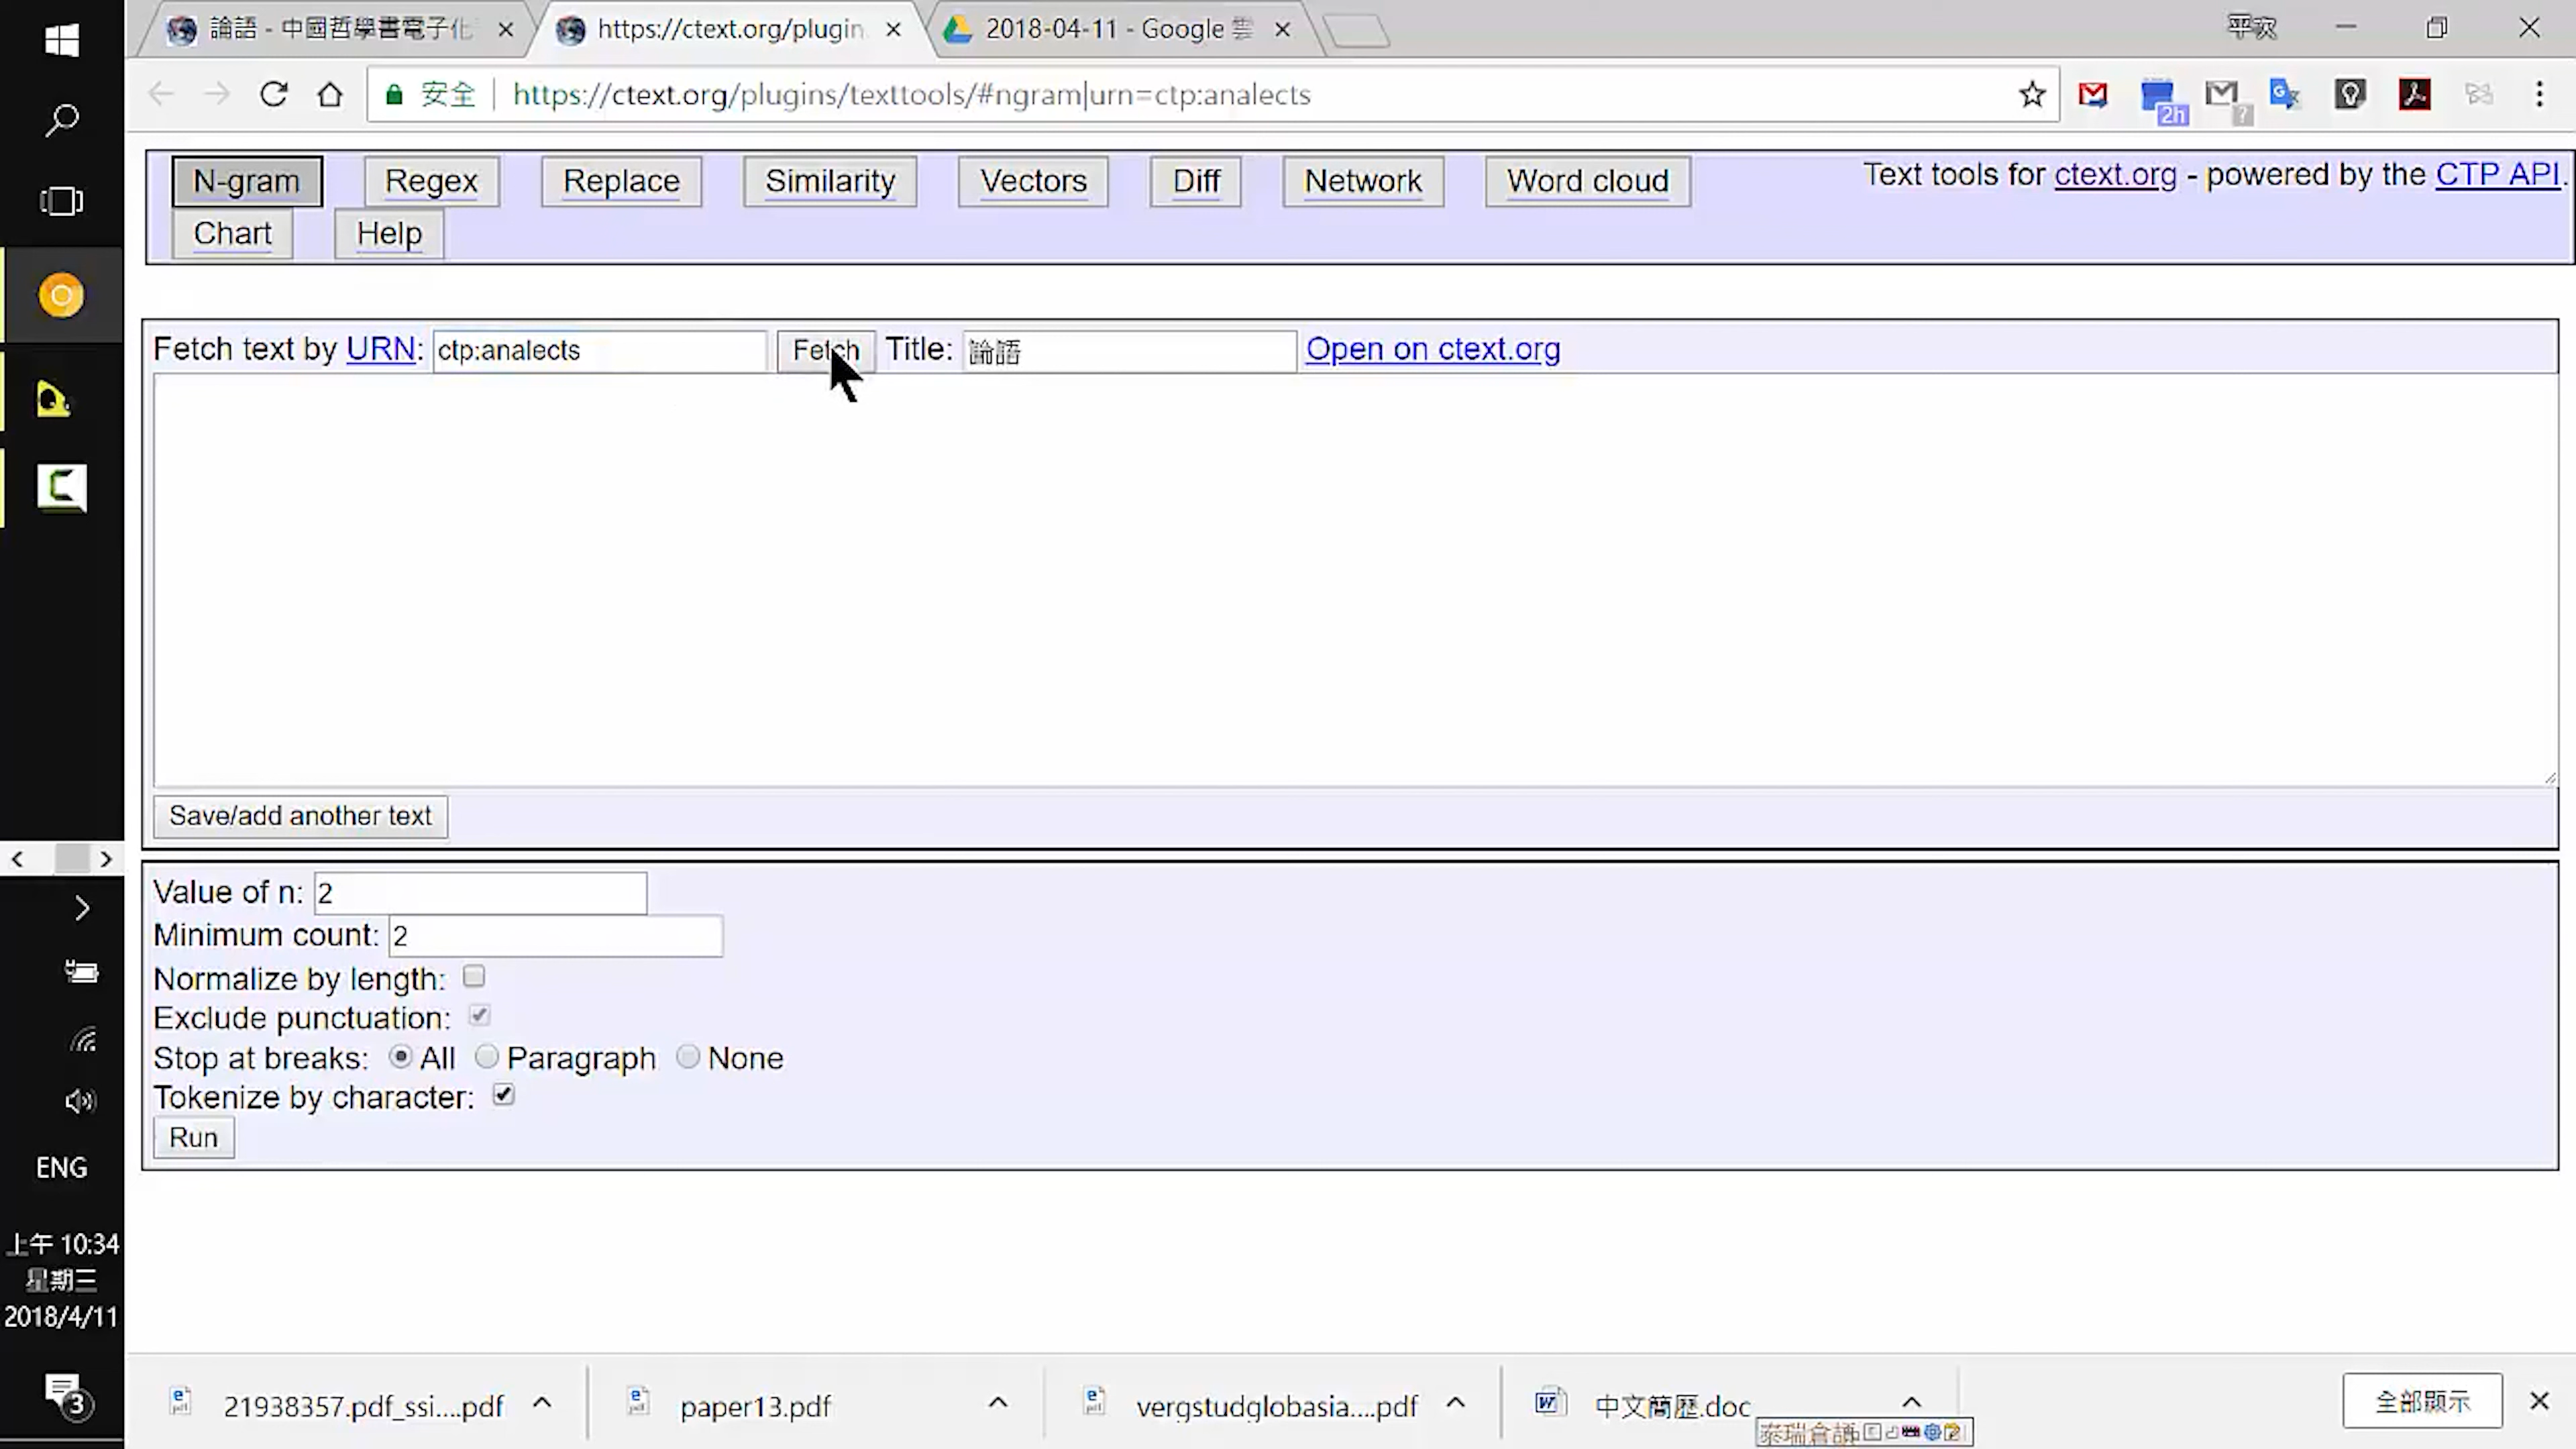 論語 - 中國哲學書電子化
https://ctext.org/plugin
2018-04-11 - Google 雲
安全
https://ctext.org/plugins/texttools/#ngram|urn=ctp:analects
2h
?
N-gram
Regex
Replace
Similarity
Vectors
Diff
Network
Word cloud
Text tools for ctext.org - powered by the CTP API.
Chart
Help
Fetch text by URN: ctp:analects Fetch Title: 論語 Open on ctext.org
Save/add another text
Value of n: 2
Minimum count: 2
Normalize by length:
Exclude punctuation:
Stop at breaks: All Paragraph None
Tokenize by character:
Run
ENG
上午 10:34
星期三
2018/4/11
3
21938357.pdf_ssi....pdf
paper13.pdf
vergstudglobasia....pdf
中文簡歷.doc
全部顯示